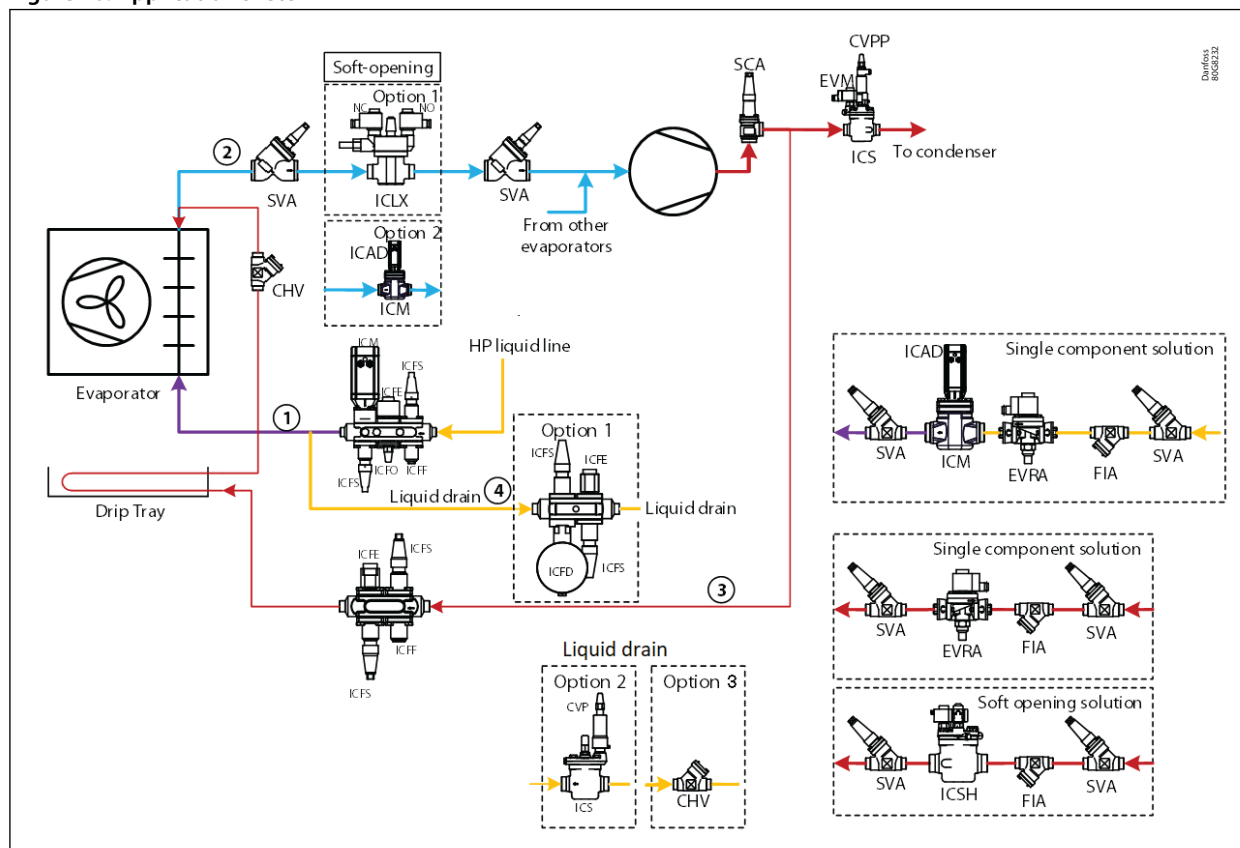 Soft-opening
Option 1
NC
NO
ICLX
2
SVA
SVA
Option 2
ICAD
ICM
From other
evaporators
SCA
CVPP
EVM
ICS
To condenser
Danfoss
80G8232
CHV
Evaporator
Drip Tray
1
ICM
ICFE
ICFS
ICFS
ICFO
ICFF
HP liquid line
Liquid drain
4
Option 1
ICFS
ICFE
ICFD
ICFS
Liquid drain
ICFE
ICFS
ICFF
ICFS
3
Liquid drain
Option 2
CVP
ICS
Option 3
CHV
Single component solution
ICAD
SVA
ICM
EVRA
FIA
SVA
Single component solution
SVA
EVRA
FIA
SVA
Soft opening solution
SVA
ICSH
FIA
SVA